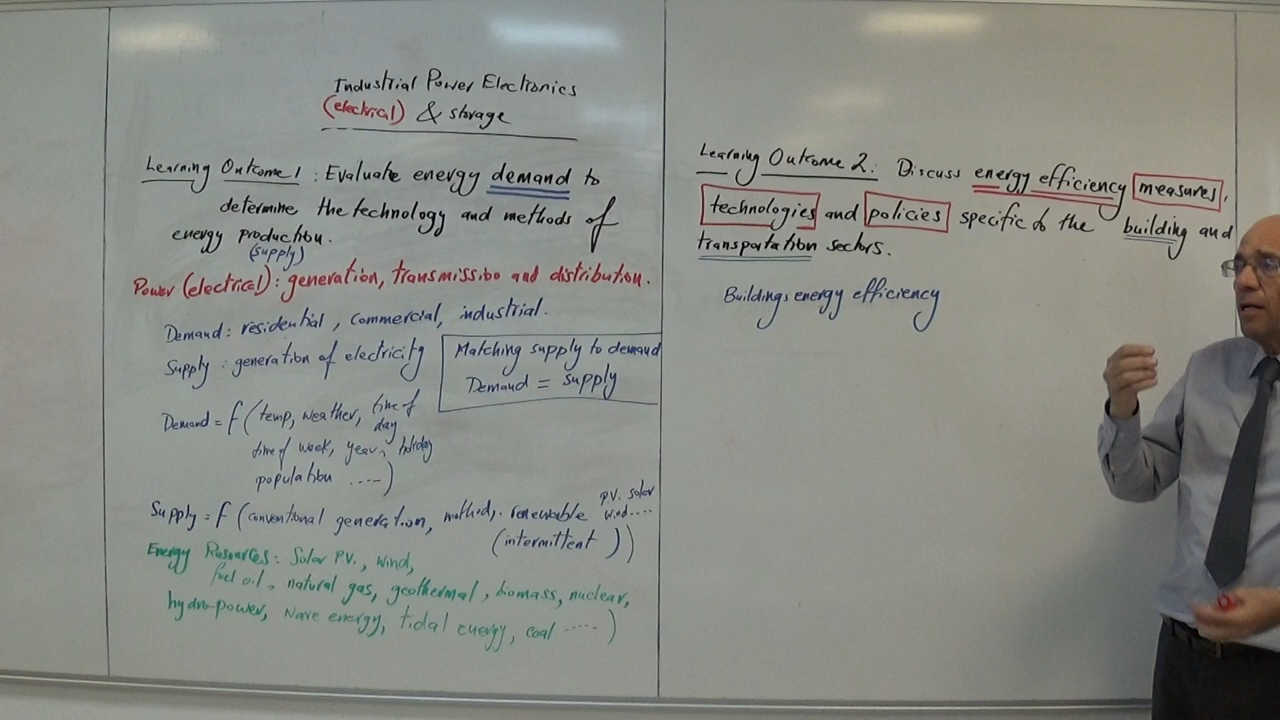 Industrial Power Electronics
(electrical) & storage
Learning Outcome 1 : Evaluate energy demand to
determine the technology and methods of
energy production.
(supply)
Power (electrical) : generation, transmission and distribution.
Demand : residential, commercial, industrial.
Supply : generation of electricity
Matching supply to demand
Demand = supply
Demand = f (temp, weather, time of
day
time of week, year, holiday
population ....)
Supply = f (conventional generation, method, renewable PV. solar
wind....
(intermittent))
Energy Resources : Solar PV., wind,
fuel oil, natural gas, geothermal, biomass, nuclear,
hydro-power, wave energy, tidal energy, coal ..... )
Learning Outcome 2 : Discuss energy efficiency measures,
technologies and policies specific to the building and
transportation sectors.
Buildings energy efficiency